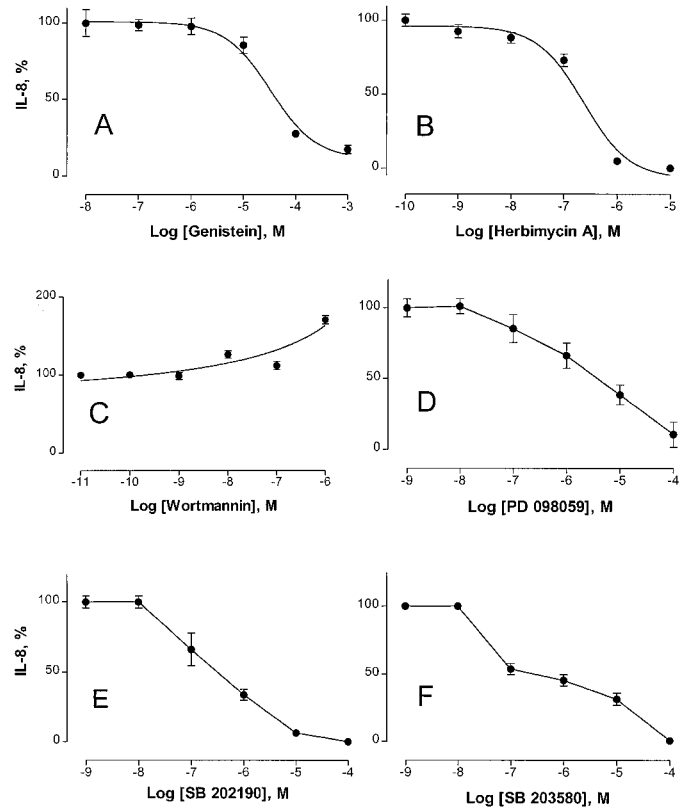 IL-8, %
100
50
0
A
-8 -7 -6 -5 -4 -3
Log [Genistein], M
100
50
0
B
-10 -9 -8 -7 -6 -5
Log [Herbimycin A], M
IL-8, %
200
100
0
C
-11 -10 -9 -8 -7 -6
Log [Wortmannin], M
100
50
0
D
-9 -8 -7 -6 -5 -4
Log [PD 098059], M
IL-8, %
100
50
0
E
-9 -8 -7 -6 -5 -4
Log [SB 202190], M
100
50
0
F
-9 -8 -7 -6 -5 -4
Log [SB 203580], M